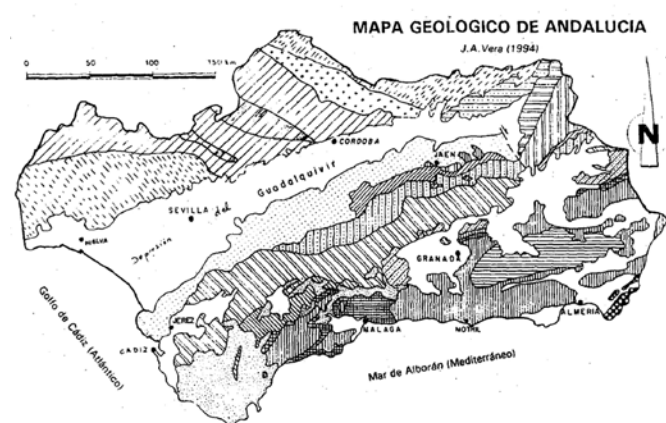 MAPA GEOLOGICO DE ANDALUCIA
J.A. Vera (1994)
0 50 100 150 km
N
CORDOBA
JAEN
Guadalquivir
SEVILLA
del
Depresión
HUELVA
GRANADA
Golfo de Cádiz (Atlántico)
JEREZ
CADIZ
MALAGA
MOTRIL
ALMERIA
Mar de Alborán (Mediterráneo)